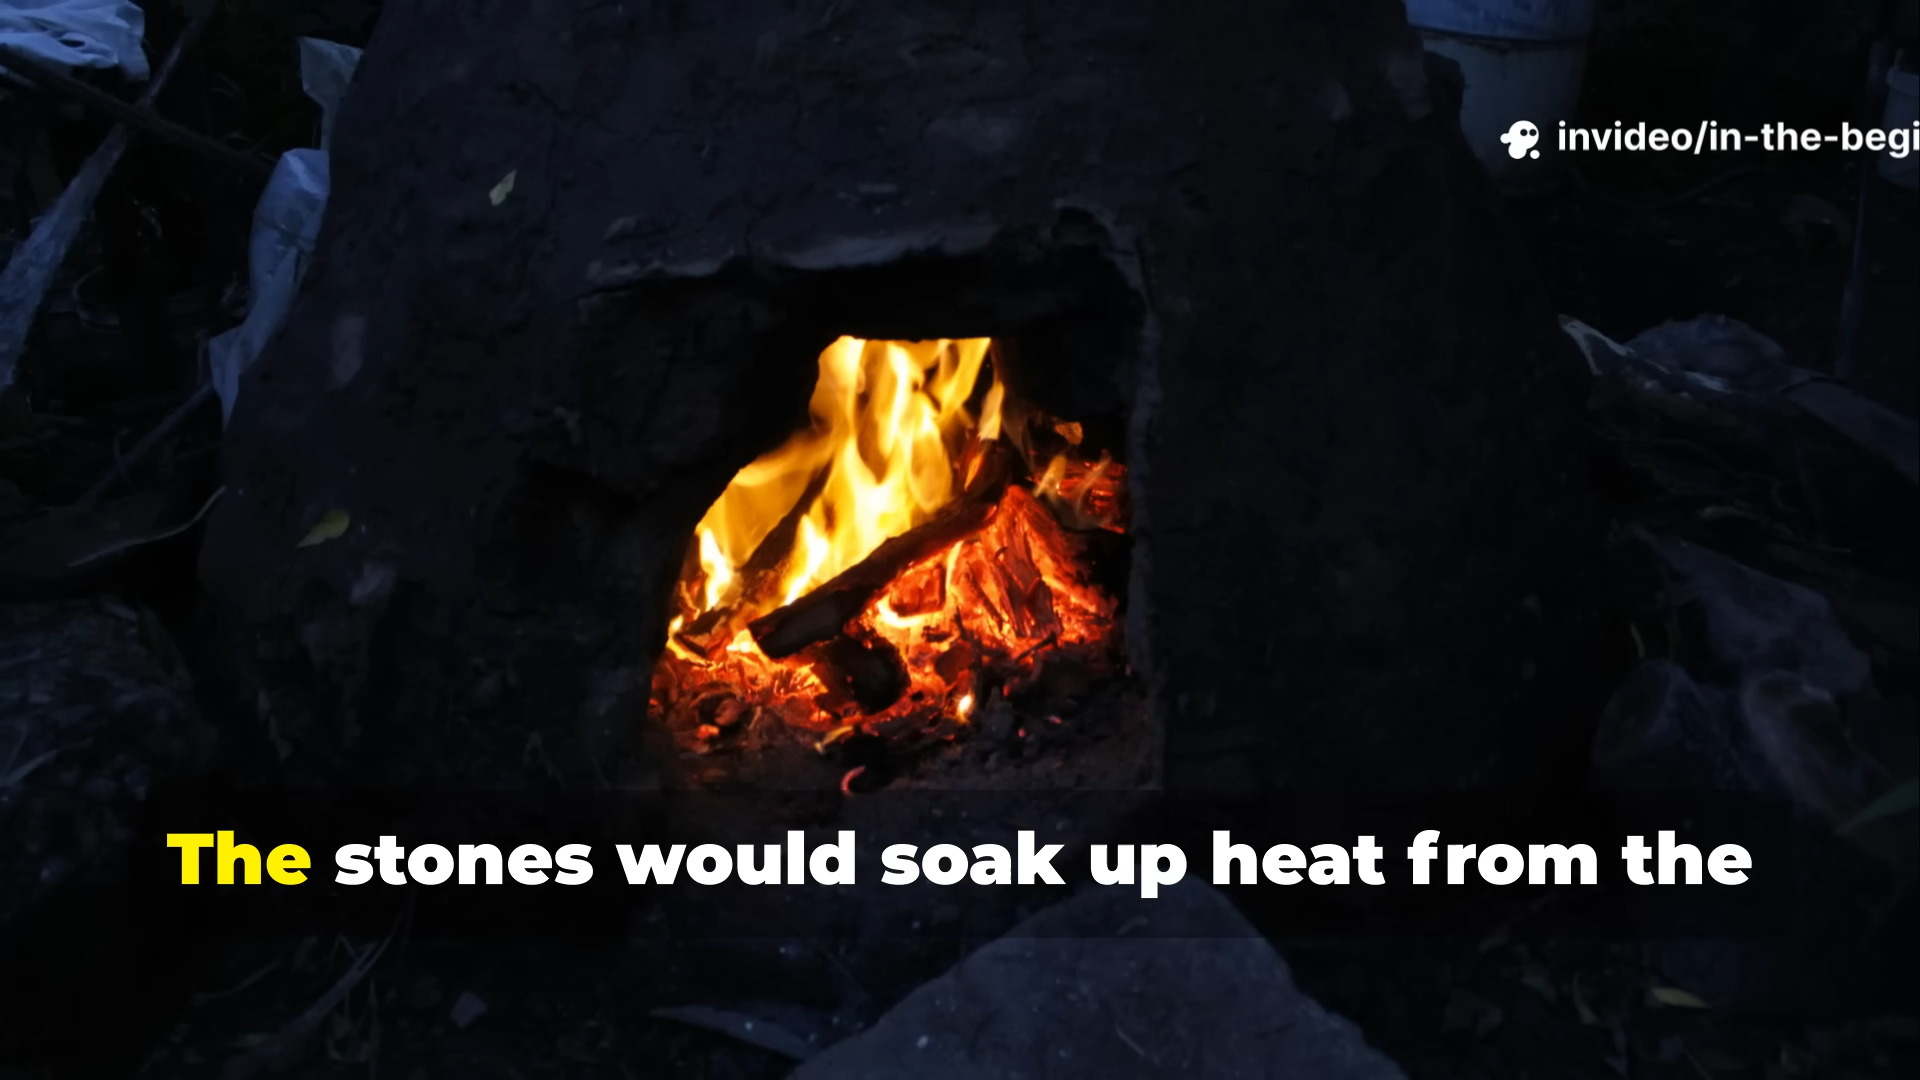 invideo/in-the-begi
The stones would soak up heat from the